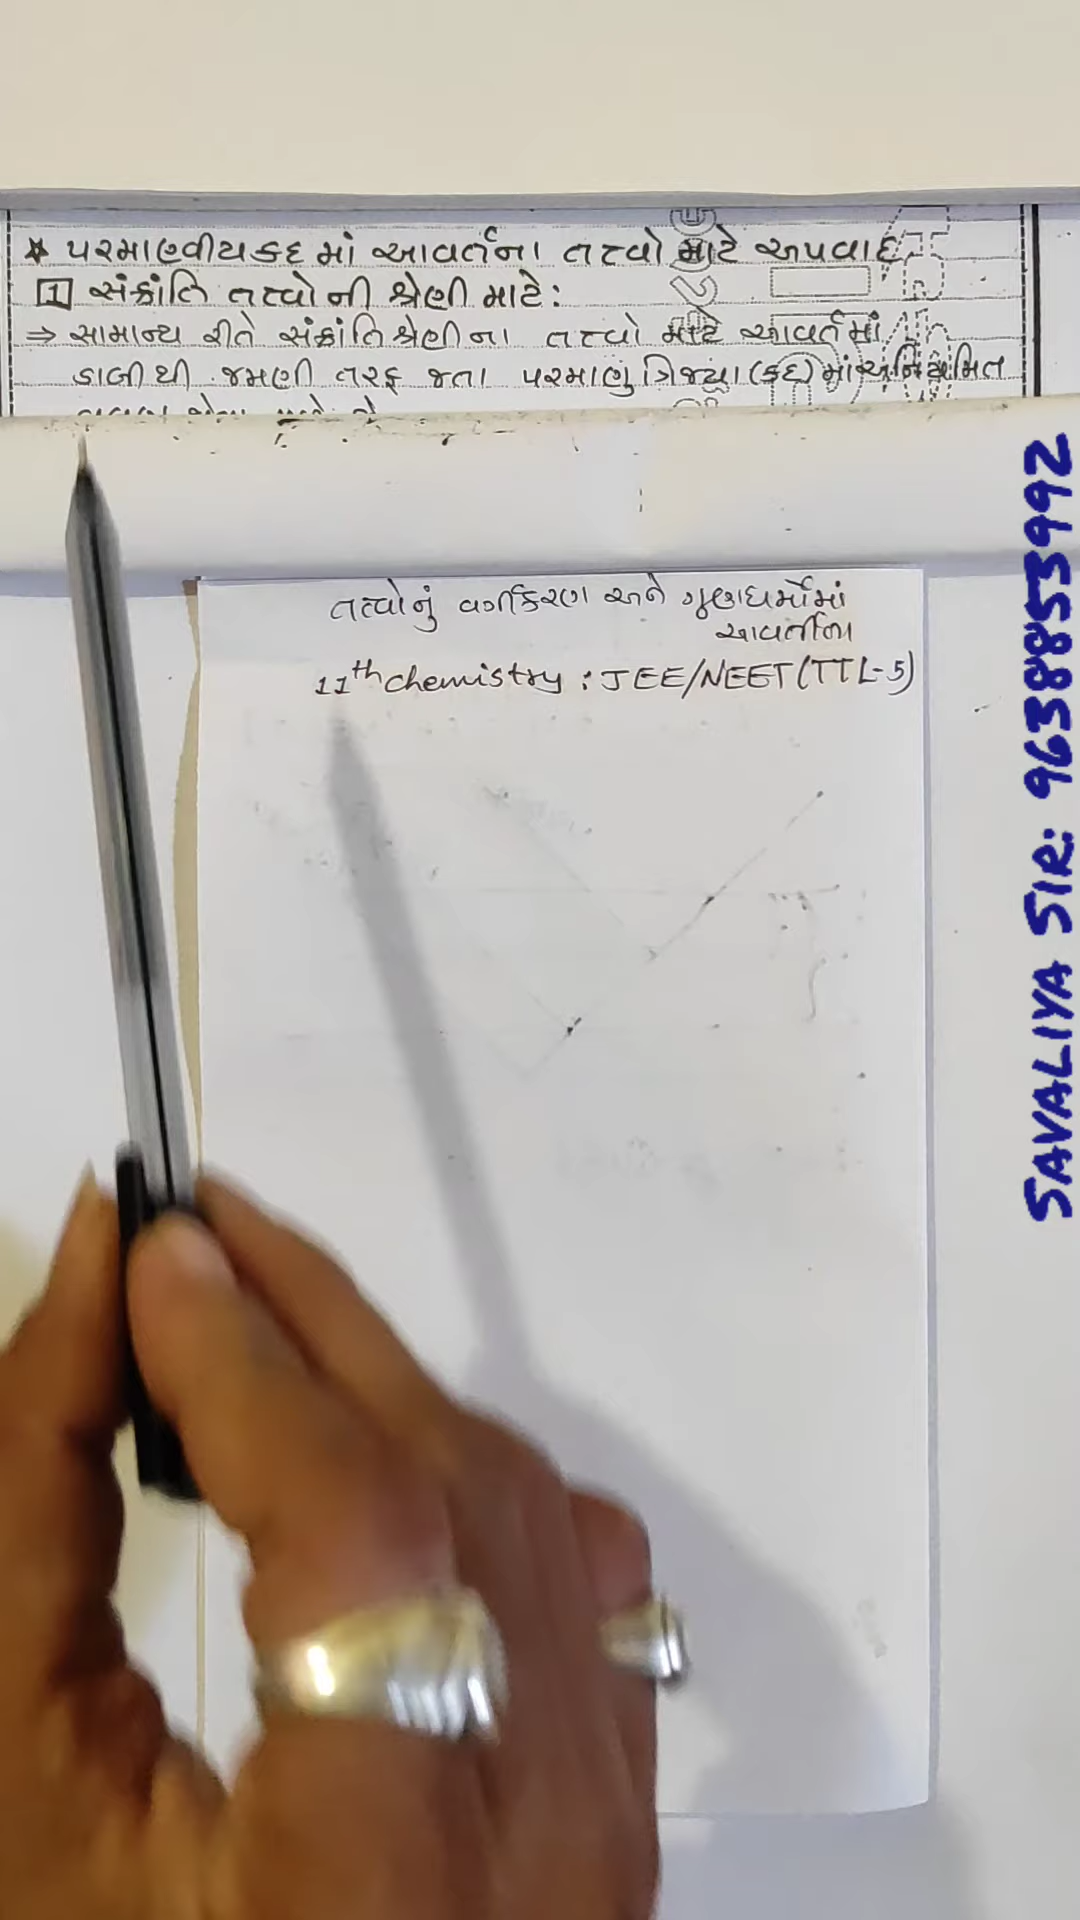 * પરમાણ્વીયકદ માં આવર્તના તત્વો માટે અપવાદ
1 સંક્રાંતિ તત્વોની શ્રેણી માટે:
⇒ સામાન્ય રીતે સંક્રાંતિશ્રેણીના તત્વો માટે આવર્તમાં
ડાબીથી જમણી તરફ જતા પરમાણુ ત્રિજ્યા(કદ)માં અનિયમિત
તત્વોનું વર્ગીકરણ અને ગુણધર્મોમાં
આવર્તીતા
11th chemistry : JEE/NEET(TTL-5)
SAVALIYA SIR: 9638853992